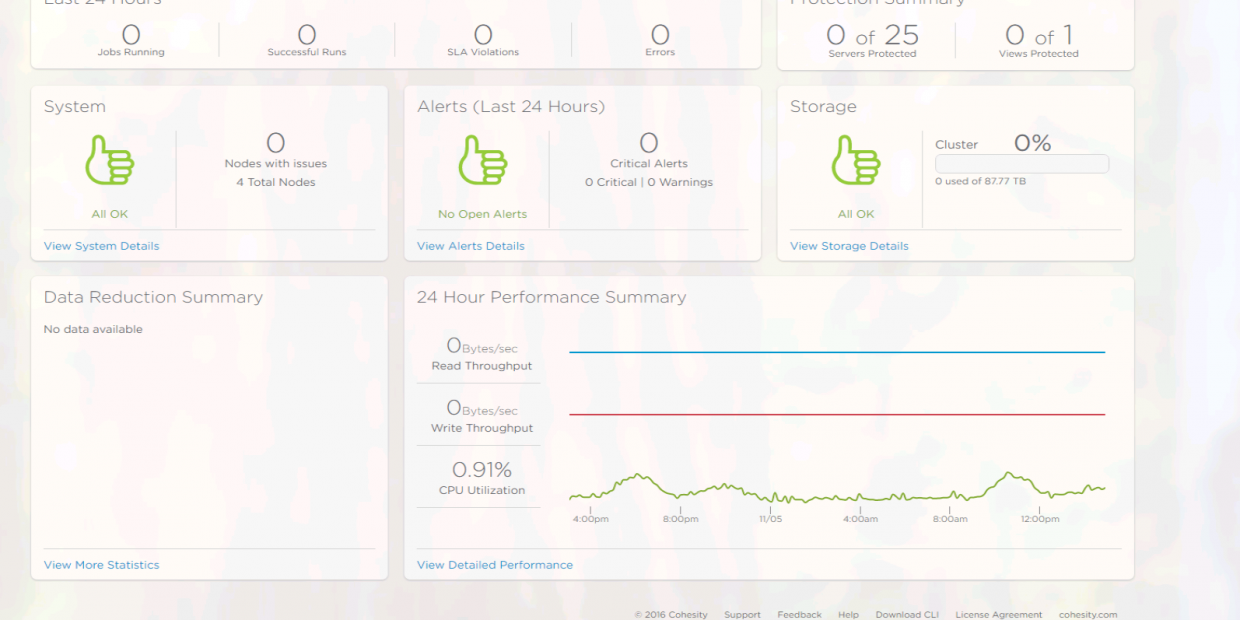 Last 24 Hours
Protection Summary
0 Jobs Running
0 Successful Runs
0 SLA Violations
0 Errors
0 of 25 Servers Protected
0 of 1 Views Protected
System
All OK
0
Nodes with issues
4 Total Nodes
View System Details
Alerts (Last 24 Hours)
No Open Alerts
0
Critical Alerts
0 Critical | 0 Warnings
View Alerts Details
Storage
All OK
Cluster 0%
0 used of 87.77 TB
View Storage Details
Data Reduction Summary
No data available
View More Statistics
24 Hour Performance Summary
0Bytes/sec
Read Throughput
0Bytes/sec
Write Throughput
0.91%
CPU Utilization
4:00pm 8:00pm 11/05 4:00am 8:00am 12:00pm
View Detailed Performance
© 2016 Cohesity Support Feedback Help Download CLI License Agreement cohesity.com